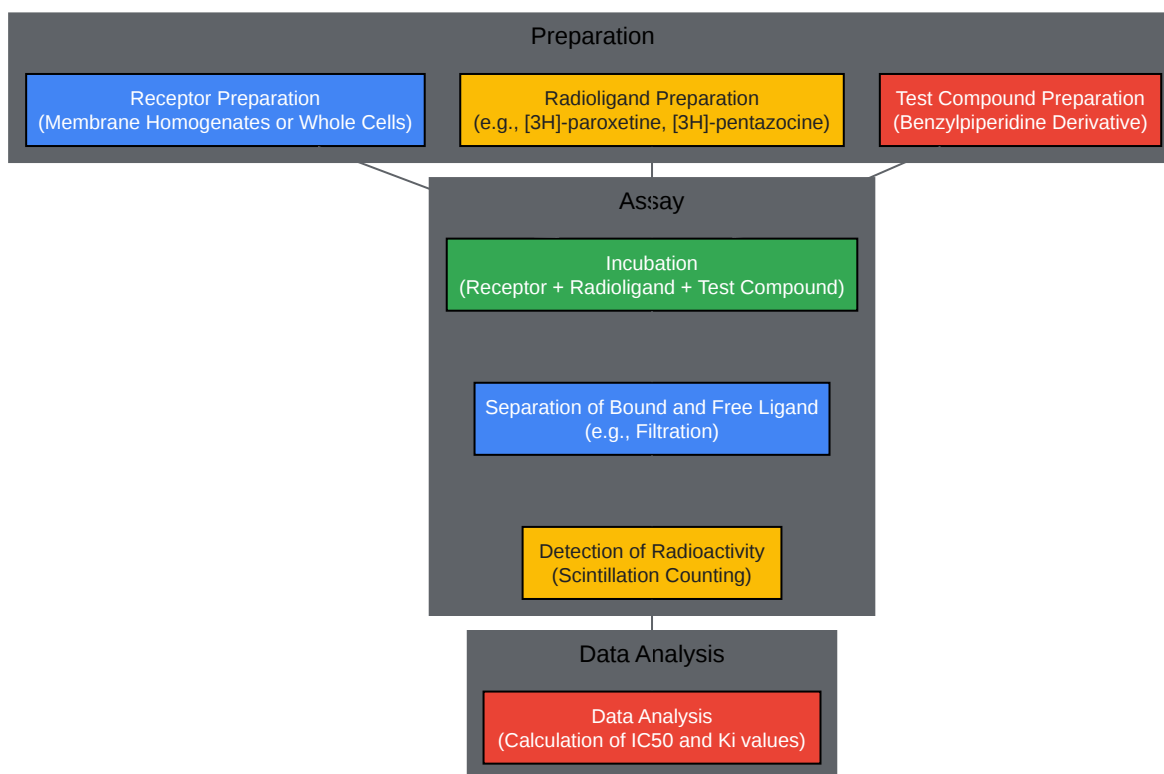 Preparation
Receptor Preparation
(Membrane Homogenates or Whole Cells)
Radioligand Preparation
(e.g., [3H]-paroxetine, [3H]-pentazocine)
Test Compound Preparation
(Benzylpiperidine Derivative)
Assay
Incubation
(Receptor + Radioligand + Test Compound)
Separation of Bound and Free Ligand
(e.g., Filtration)
Detection of Radioactivity
(Scintillation Counting)
Data Analysis
Data Analysis
(Calculation of IC50 and Ki values)